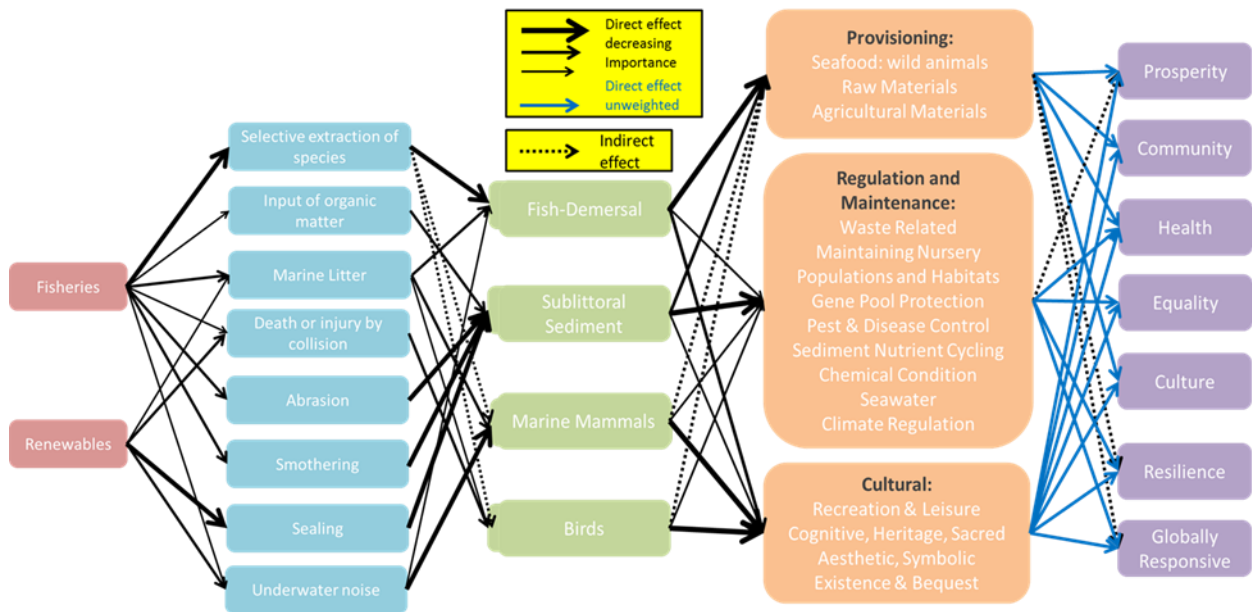 Direct effect
decreasing
Importance
Direct effect
unweighted
Indirect
effect
Fisheries
Renewables
Selective extraction of
species
Input of organic
matter
Marine Litter
Death or injury by
collision
Abrasion
Smothering
Sealing
Underwater noise
Fish-Demersal
Sublittoral
Sediment
Marine Mammals
Birds
Provisioning:
Seafood: wild animals
Raw Materials
Agricultural Materials
Regulation and
Maintenance:
Waste Related
Maintaining Nursery
Populations and Habitats
Gene Pool Protection
Pest & Disease Control
Sediment Nutrient Cycling
Chemical Condition
Seawater
Climate Regulation
Cultural:
Recreation & Leisure
Cognitive, Heritage, Sacred
Aesthetic, Symbolic
Existence & Bequest
Prosperity
Community
Health
Equality
Culture
Resilience
Globally
Responsive